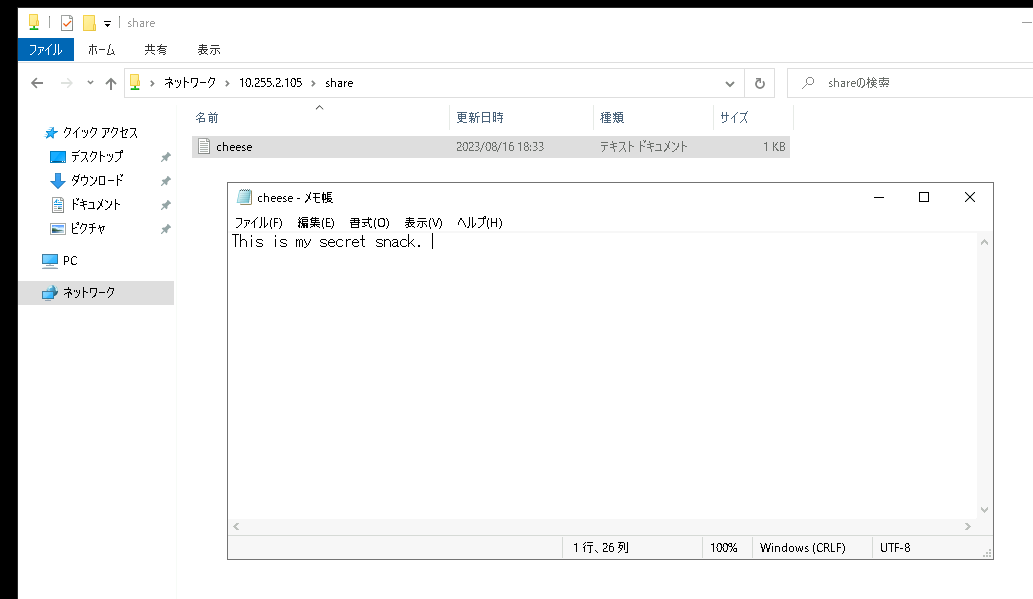 share
ファイル ホーム 共有 表示
ネットワーク 10.255.2.105 share shareの検索
名前 更新日時 種類 サイズ
クイック アクセス
cheese 2023/08/16 18:33 テキスト ドキュメント 1 KB
デスクトップ
ダウンロード
ドキュメント
ピクチャ
PC
ネットワーク
cheese - メモ帳
ファイル(F) 編集(E) 書式(O) 表示(V) ヘルプ(H)
This is my secret snack.
1 行、26 列 100% Windows (CRLF) UTF-8